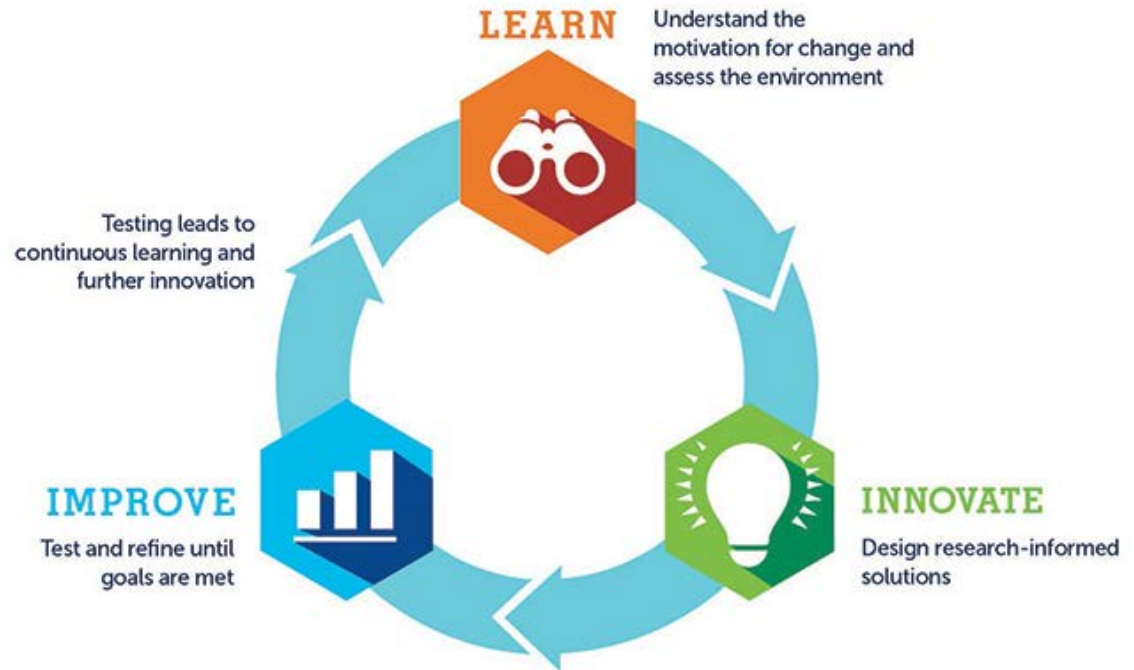 LEARN
Understand the
motivation for change and
assess the environment
Testing leads to
continuous learning and
further innovation
IMPROVE
Test and refine until
goals are met
INNOVATE
Design research-informed
solutions